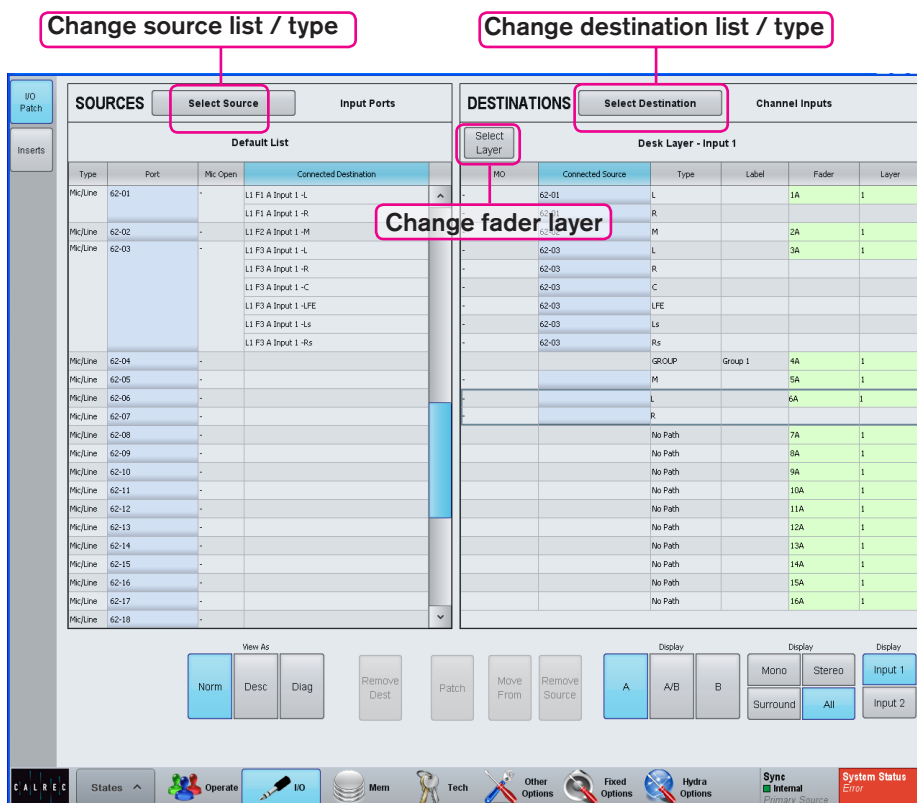 Change source list / type
Change destination list / type
I/O Patch
Inserts
SOURCES Select Source Input Ports
DESTINATIONS Select Destination Channel Inputs
Default List
Select Layer
Desk Layer - Input 1
Type Port Mic Open Connected Destination
MO Connected Source Type Label Fader Layer
Change fader layer
Mic/Line 62-01 - L1 F1 A Input 1 -L
L1 F1 A Input 1 -R
Mic/Line 62-02 - L1 F2 A Input 1 -M
Mic/Line 62-03 - L1 F3 A Input 1 -L
L1 F3 A Input 1 -R
L1 F3 A Input 1 -C
L1 F3 A Input 1 -LFE
L1 F3 A Input 1 -Ls
L1 F3 A Input 1 -Rs
Mic/Line 62-04 -
Mic/Line 62-05 -
Mic/Line 62-06 -
Mic/Line 62-07 -
Mic/Line 62-08 -
Mic/Line 62-09 -
Mic/Line 62-10 -
Mic/Line 62-11 -
Mic/Line 62-12 -
Mic/Line 62-13 -
Mic/Line 62-14 -
Mic/Line 62-15 -
Mic/Line 62-16 -
Mic/Line 62-17 -
Mic/Line 62-18 -
- 62-01 L 1A 1
62-01 R
62-02 M 2A 1
- 62-03 L 3A 1
- 62-03 R
- 62-03 C
- 62-03 LFE
- 62-03 Ls
- 62-03 Rs
GROUP Group 1 4A 1
- M 5A 1
- L 6A 1
- R
No Path 7A 1
No Path 8A 1
No Path 9A 1
No Path 10A 1
No Path 11A 1
No Path 12A 1
No Path 13A 1
No Path 14A 1
No Path 15A 1
No Path 16A 1
View As
Norm Desc Diag
Remove Dest
Patch
Move From
Remove Source
Display
A A/B B
Display
Mono Stereo
Surround All
Display
Input 1
Input 2
CALREC
States
Operate
I/O
Mem
Tech
Other Options
Fixed Options
Hydra Options
Sync
Internal
Primary Source
System Status
Error